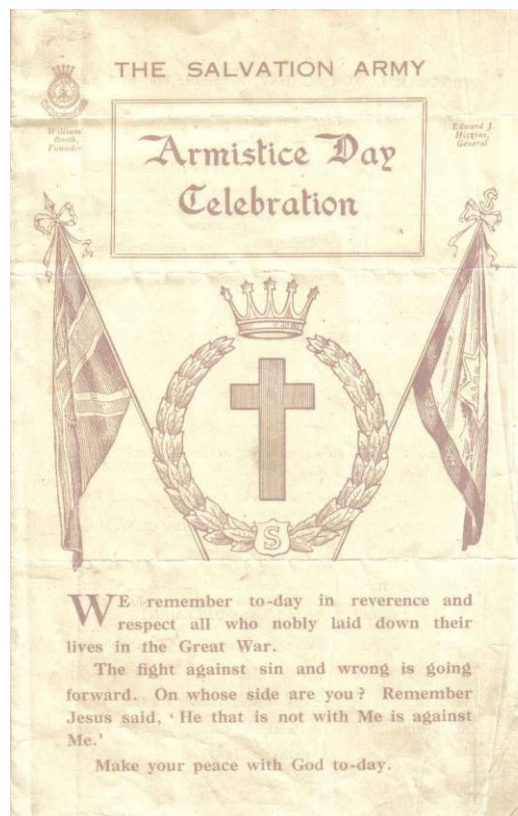 THE SALVATION ARMY
William
Booth,
Founder
Edward J.
Higgins,
General
Armistice Day
Celebration
S
S
WE remember to-day in reverence and
respect all who nobly laid down their
lives in the Great War.
The fight against sin and wrong is going
forward. On whose side are you? Remember
Jesus said, ‘He that is not with Me is against
Me.’
Make your peace with God to-day.